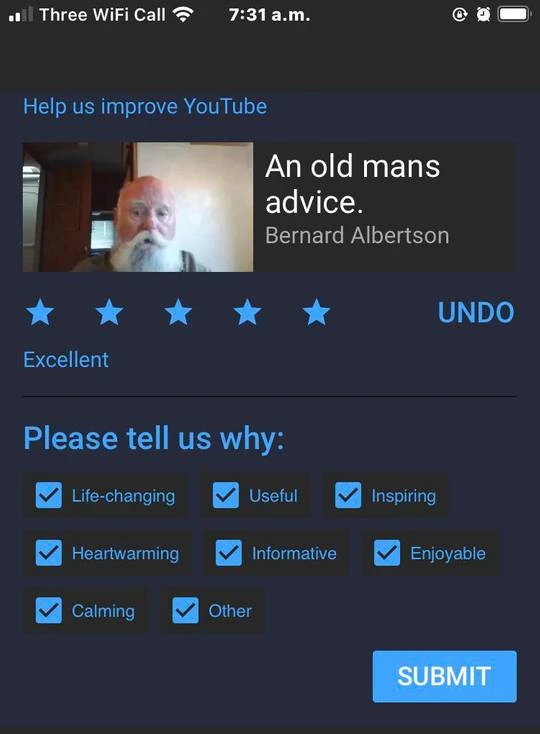 Three WiFi Call 7:31 a.m.
Help us improve YouTube
An old mans
advice.
Bernard Albertson
UNDO
Excellent
Please tell us why:
Life-changing Useful Inspiring
Heartwarming Informative Enjoyable
Calming Other
SUBMIT